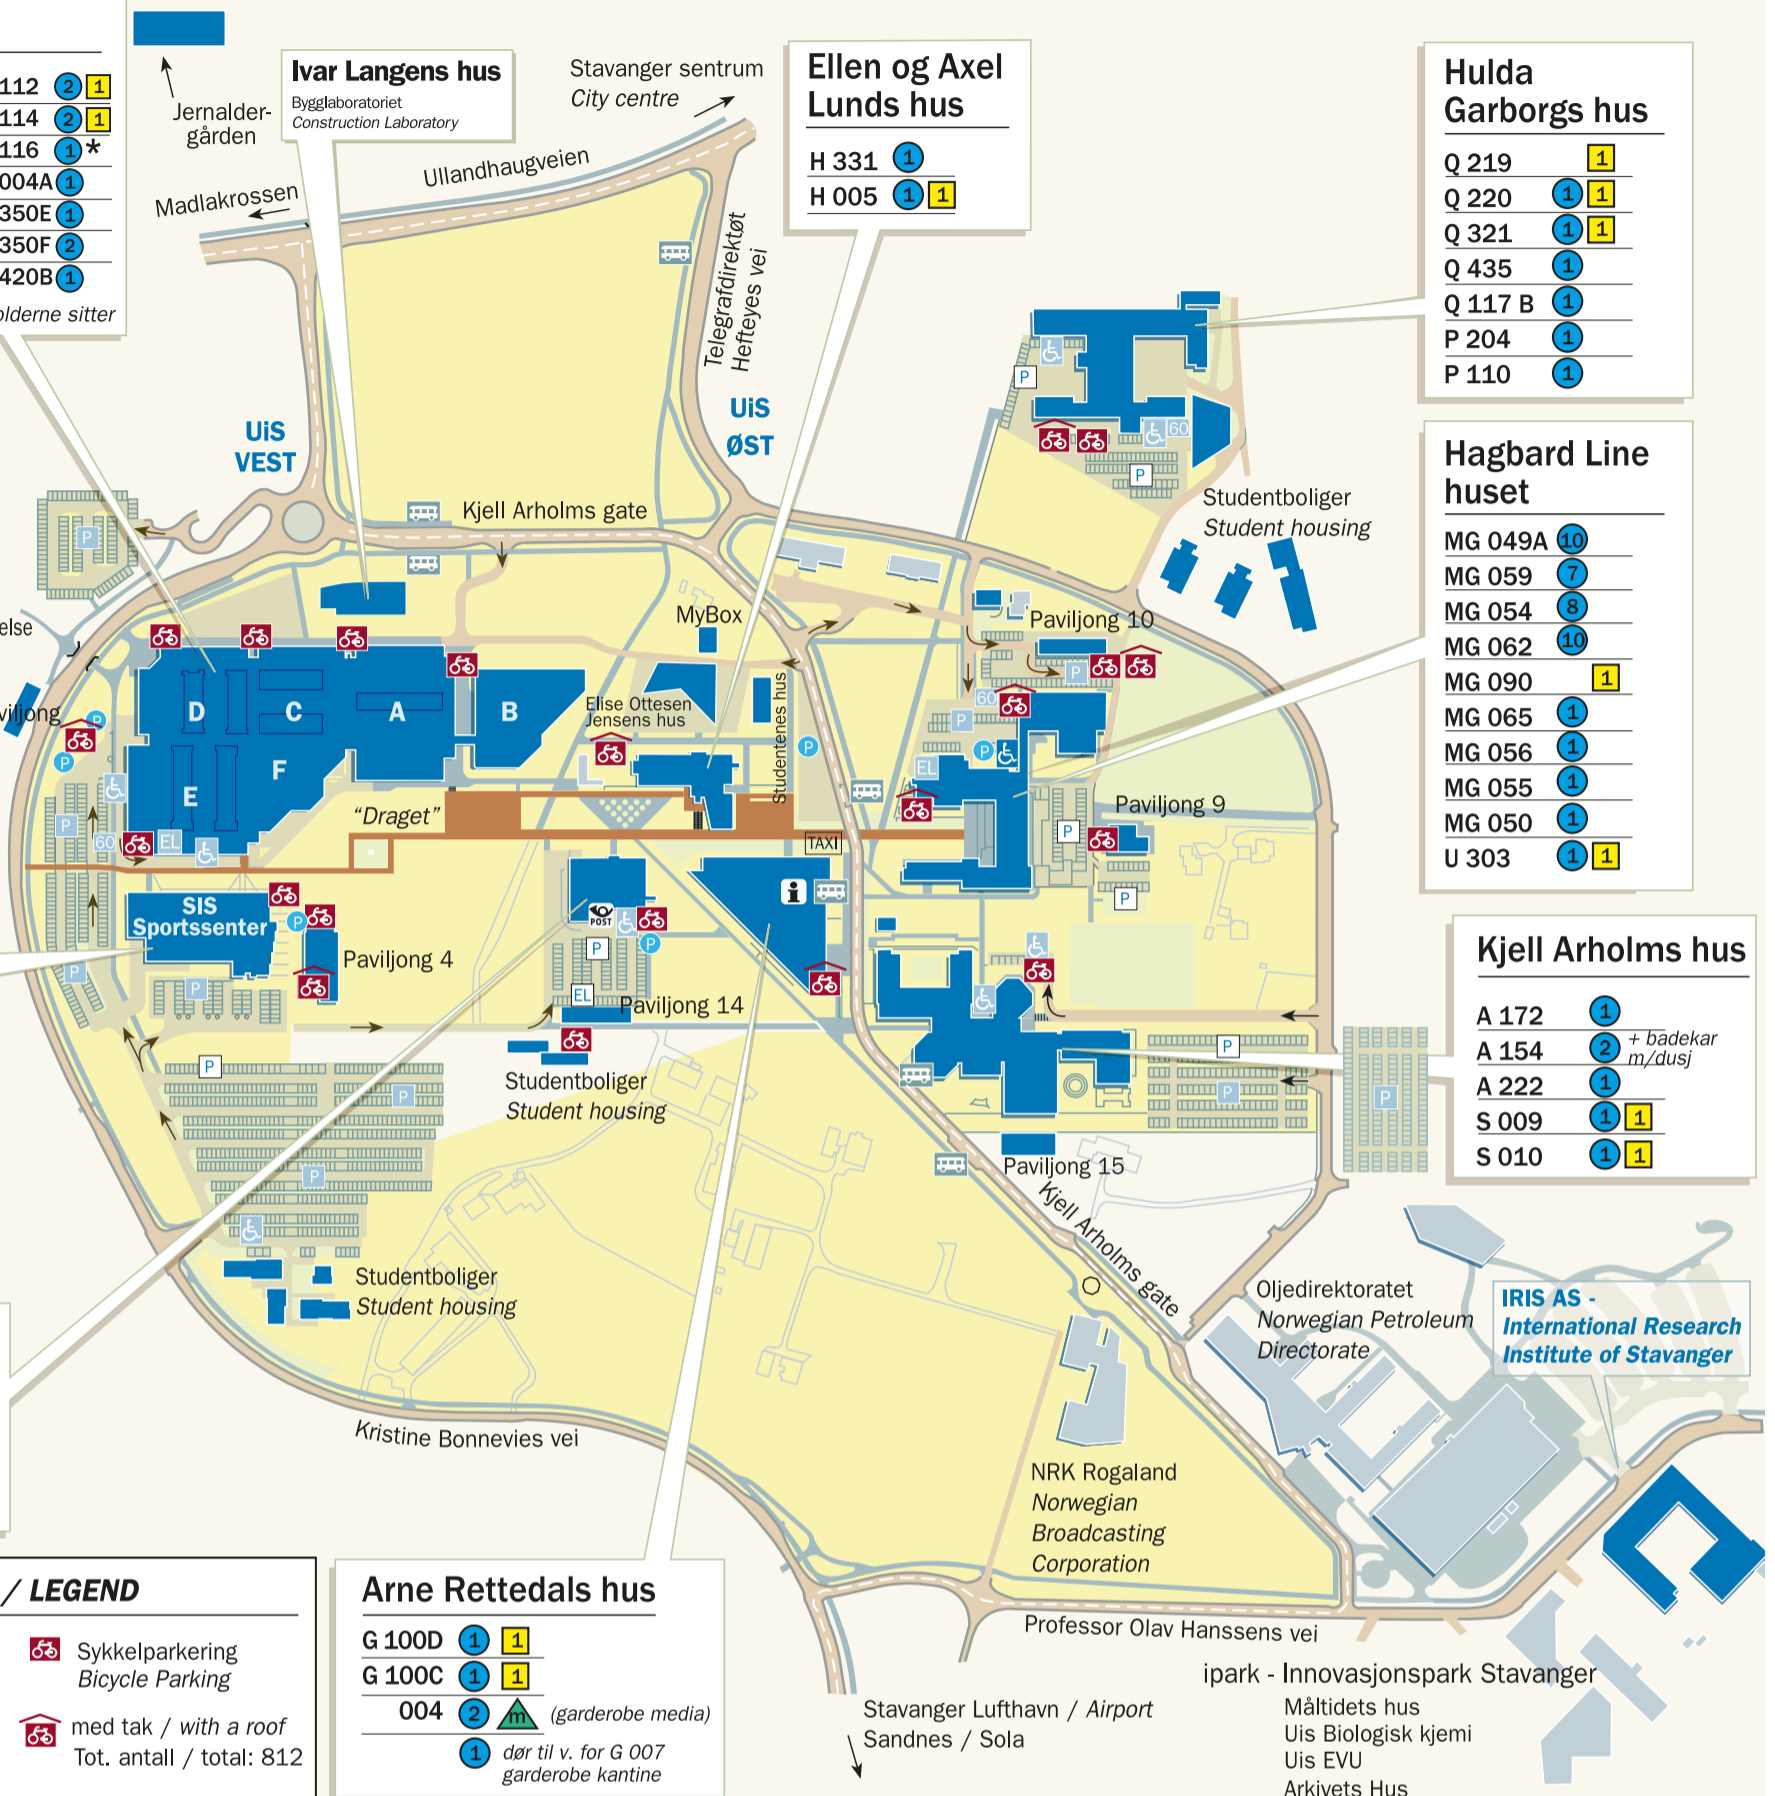 112 2 1
114 2 1
116 1 *
004A 1
350E 1
350F 2
420B 1
olderne sitter
Jernalder-
gården
Ivar Langens hus
Bygglaboratoriet
Construction Laboratory
Stavanger sentrum
City centre
Ullandhaugveien
Madlakrossen
Ellen og Axel
Lunds hus
H 331 1
H 005 1 1
Hulda
Garborgs hus
Q 219 1
Q 220 1 1
Q 321 1 1
Q 435 1
Q 117 B 1
P 204 1
P 110 1
Telegrafdirektøt
Hefteyes vei
UiS
VEST
UiS
ØST
Kjell Arholms gate
P
P
60
P
Studentboliger
Student housing
Hagbard Line
huset
MG 049A 10
MG 059 7
MG 054 8
MG 062 10
MG 090 1
MG 065 1
MG 056 1
MG 055 1
MG 050 1
U 303 1 1
else
viljong
MyBox
Paviljong 10
P
60
P
P
EL
Elise Ottesen
Jensens hus
Studentenes hus
P
D
C
A
B
F
E
P
P
P
60
EL
"Draget"
TAXI
Paviljong 9
P
P
SIS
Sportssenter
P
P
P
Paviljong 4
POST
P
P
EL
Paviljong 14
i
Kjell Arholms hus
A 172 1
A 154 2 + badekar
m/dusj
A 222 1
S 009 1 1
S 010 1 1
P
P
P
P
P
P
Studentboliger
Student housing
Paviljong 15
Kjell Arholms gate
Studentboliger
Student housing
Oljedirektoratet
Norwegian Petroleum
Directorate
IRIS AS -
International Research
Institute of Stavanger
Kristine Bonnevies vei
NRK Rogaland
Norwegian
Broadcasting
Corporation
Professor Olav Hanssens vei
/ LEGEND
Sykkelparkering
Bicycle Parking
med tak / with a roof
Tot. antall / total: 812
Arne Rettedals hus
G 100D 1 1
G 100C 1 1
004 2 m (garderobe media)
1 dør til v. for G 007
garderobe kantine
Stavanger Lufthavn / Airport
Sandnes / Sola
ipark - Innovasjonspark Stavanger
Måltidets hus
Uis Biologisk kjemi
Uis EVU
Arkivets Hus